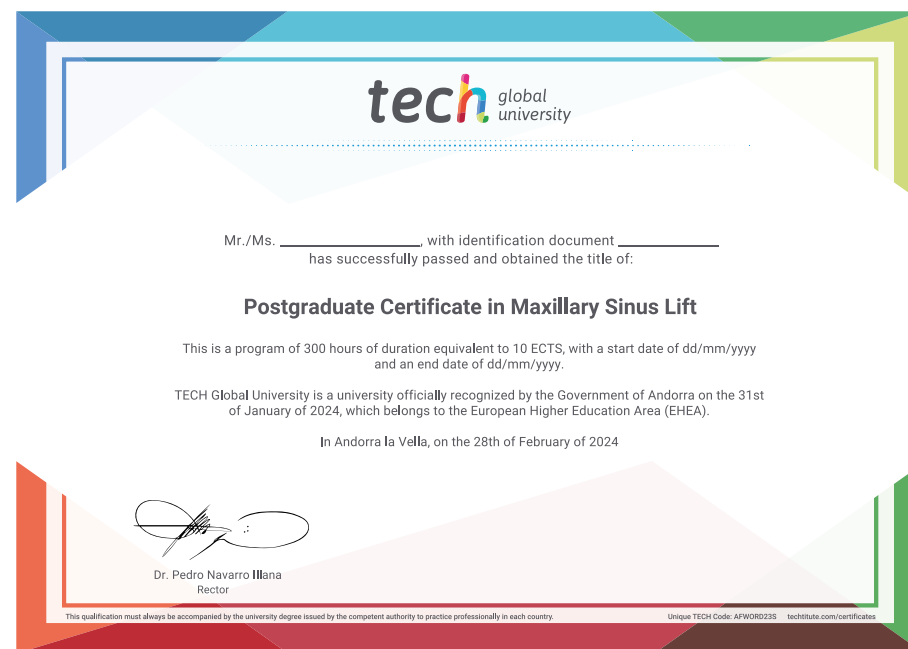 tech global
university
Mr./Ms. __________________, with identification document _____________
has successfully passed and obtained the title of:
Postgraduate Certificate in Maxillary Sinus Lift
This is a program of 300 hours of duration equivalent to 10 ECTS, with a start date of dd/mm/yyyy
and an end date of dd/mm/yyyy.
TECH Global University is a university officially recognized by the Government of Andorra on the 31st
of January of 2024, which belongs to the European Higher Education Area (EHEA).
In Andorra la Vella, on the 28th of February of 2024
Dr. Pedro Navarro Illana
Rector
This qualification must always be accompanied by the university degree issued by the competent authority to practice professionally in each country. Unique TECH Code: AFWORD23S techtitute.com/certificates